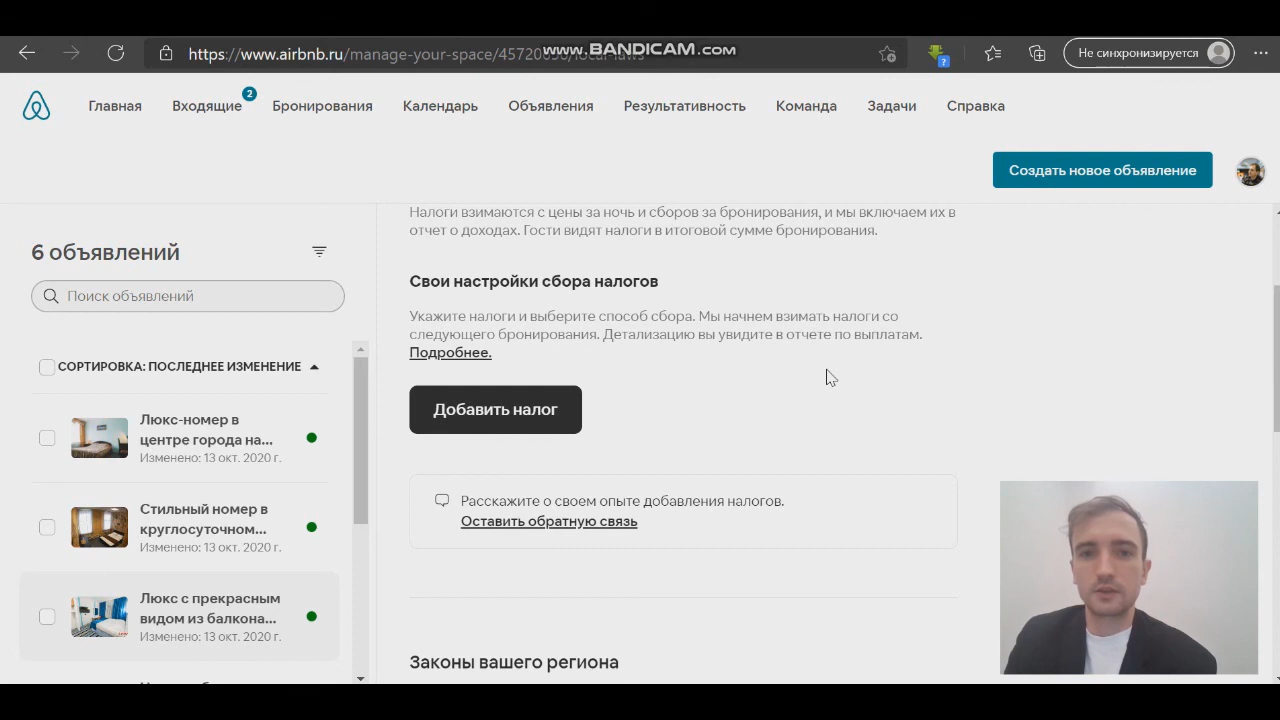 www.BANDICAM.com
https://www.airbnb.ru/manage-your-space/
Не синхронизируется
Главная
Входящие
2
Бронирования
Календарь
Объявления
Результативность
Команда
Задачи
Справка
Создать новое объявление
6 объявлений
Поиск объявлений
СОРТИРОВКА: ПОСЛЕДНЕЕ ИЗМЕНЕНИЕ
Люкс-номер в
центре города на...
Изменено: 13 окт. 2020 г.
Стильный номер в
круглосуточном...
Изменено: 13 окт. 2020 г.
Люкс с прекрасным
видом из балкона...
Изменено: 13 окт. 2020 г.
Налоги взимаются с цены за ночь и сборов за бронирования, и мы включаем их в
отчет о доходах. Гости видят налоги в итоговой сумме бронирования.
Свои настройки сбора налогов
Укажите налоги и выберите способ сбора. Мы начнем взимать налоги со
следующего бронирования. Детализацию вы увидите в отчете по выплатам.
Подробнее.
Добавить налог
Расскажите о своем опыте добавления налогов.
Оставить обратную связь
Законы вашего региона